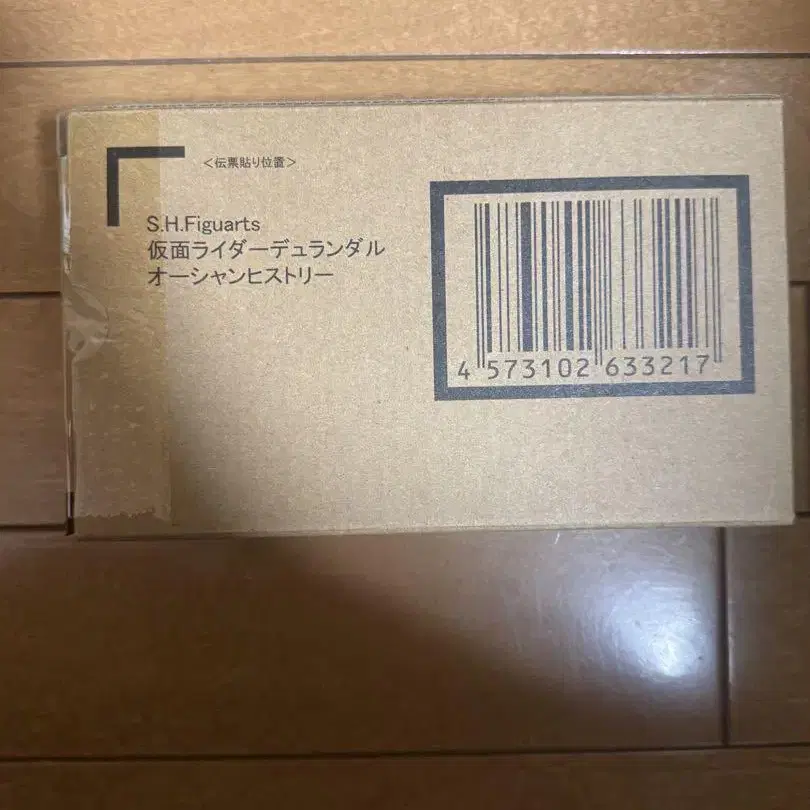 ＜伝票貼り位置＞
S.H.Figuarts
仮面ライダーデュランダル
オーシャンヒストリー
4 573102 633217